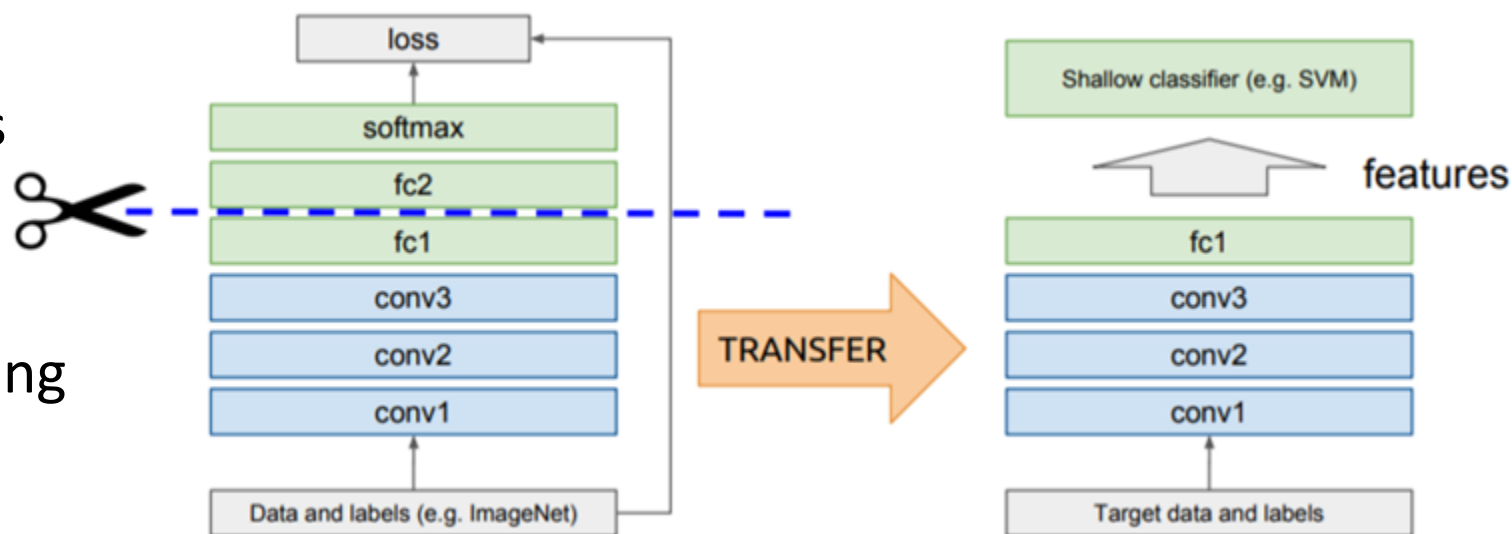 s
ng
loss
softmax
fc2
fc1
conv3
conv2
conv1
Data and labels (e.g. ImageNet)
TRANSFER
Shallow classifier (e.g. SVM)
features
fc1
conv3
conv2
conv1
Target data and labels